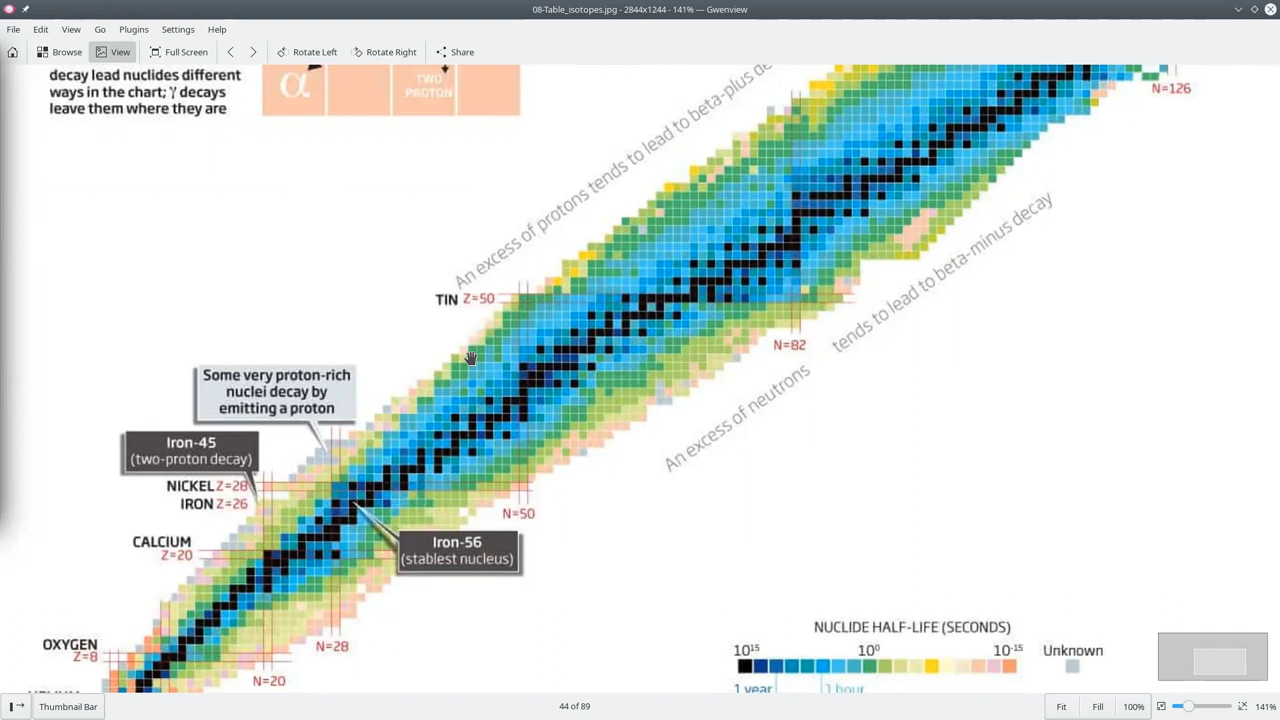 08-Table_isotopes.jpg - 2844x1244 - 141% — Gwenview
File Edit View Go Plugins Settings Help
Browse View Full Screen Rotate Left Rotate Right Share
decay lead nuclides different
ways in the chart; γ decays
leave them where they are
α
TWO
PROTON
An excess of protons tends to lead to beta-plus de
N=126
TIN Z=50
N=82
An excess of neutrons tends to lead to beta-minus decay
Some very proton-rich
nuclei decay by
emitting a proton
Iron-45
(two-proton decay)
NICKEL Z=28
IRON Z=26
N=50
CALCIUM
Z=20
Iron-56
(stablest nucleus)
OXYGEN
Z=8
N=28
N=20
NUCLIDE HALF-LIFE (SECONDS)
10¹⁵ 10⁰ 10⁻¹⁵ Unknown
1 year 1 hour
Thumbnail Bar 44 of 89 Fit Fill 100% 141%